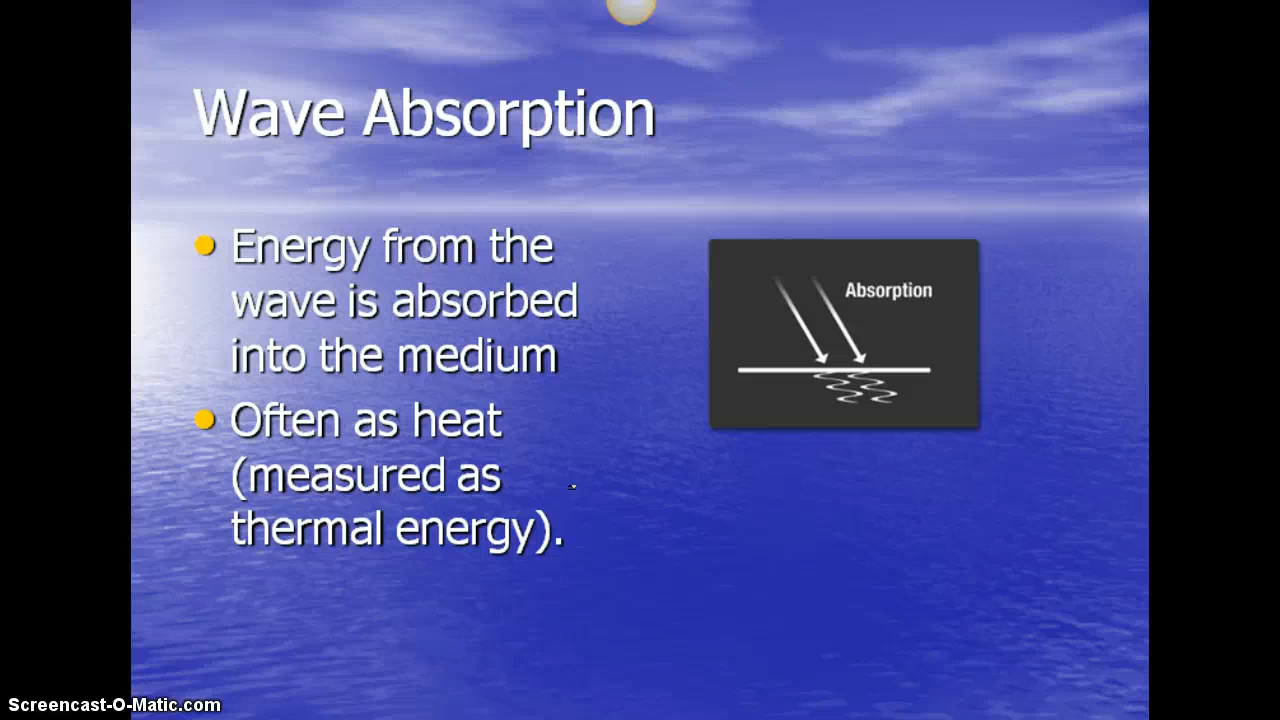 Wave Absorption
Energy from the
wave is absorbed
into the medium
Often as heat
(measured as
thermal energy).
Absorption
Screencast-O-Matic.com